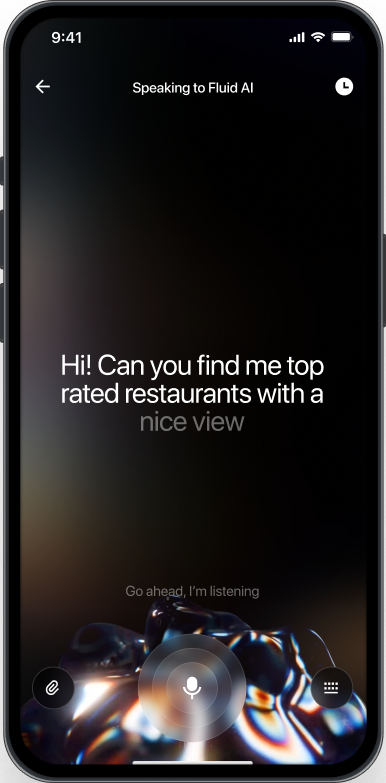 9:41
Speaking to Fluid AI
Hi! Can you find me top
rated restaurants with a
nice view
Go ahead, I'm listening